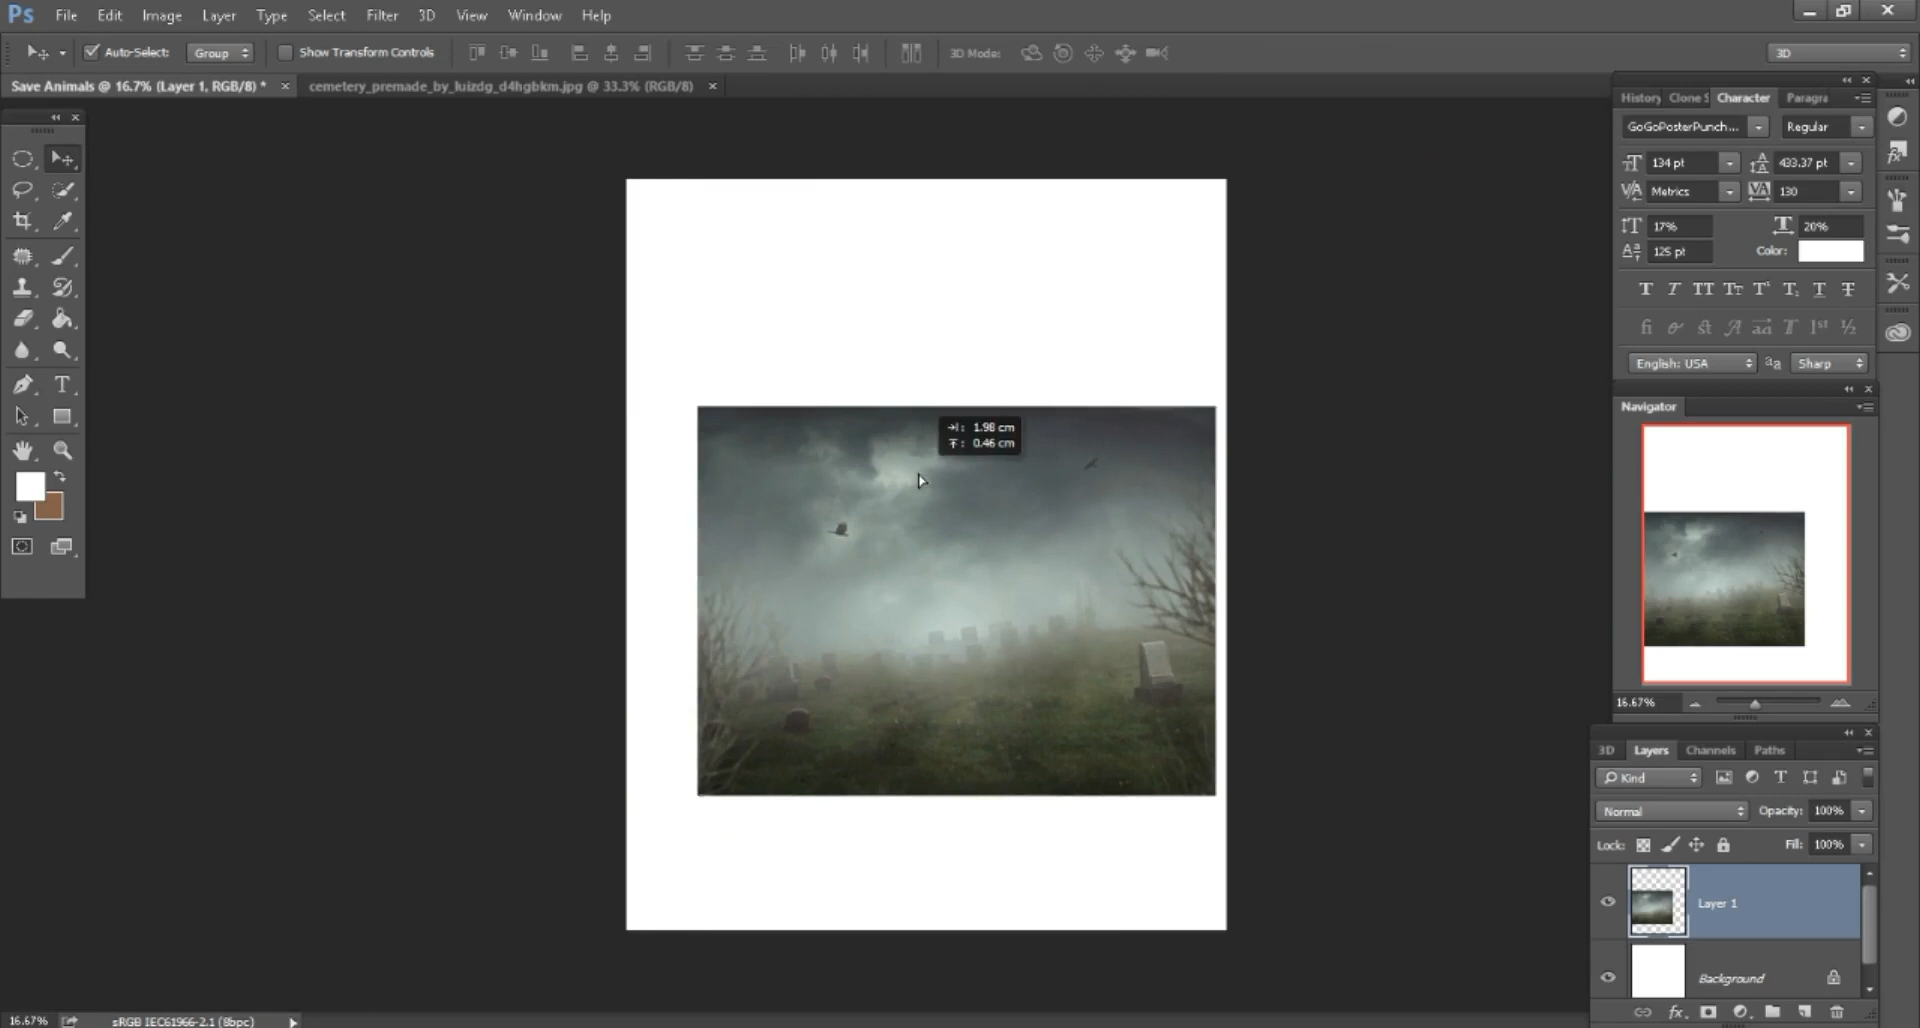 Ps File Edit Image Layer Type Select Filter 3D View Window Help
Auto-Select: Group Show Transform Controls 3D Mode: 3D
Save Animals @ 16.7% (Layer 1, RGB/8) * × cemetery_premade_by_luizdg_d4hgbkm.jpg @ 33.3% (RGB/8) ×
History Clone S Character Paragra
GoGoPosterPunch... Regular
134 pt 433.37 pt
Metrics 130
17% 20%
125 pt Color:
English: USA Sharp
Navigator
→|: 1.98 cm
0.46 cm
16.67%
3D Layers Channels Paths
Kind
Normal Opacity: 100%
Lock: Fill: 100%
Layer 1
Background
16.67% sRGB IEC61966-2.1 (8bpc)